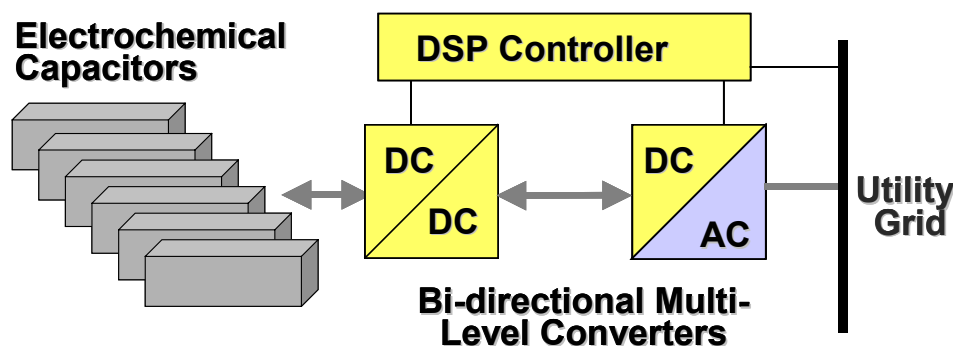 Electrochemical
Capacitors
DSP Controller
DC
DC
DC
AC
Utility
Grid
Bi-directional Multi-
Level Converters